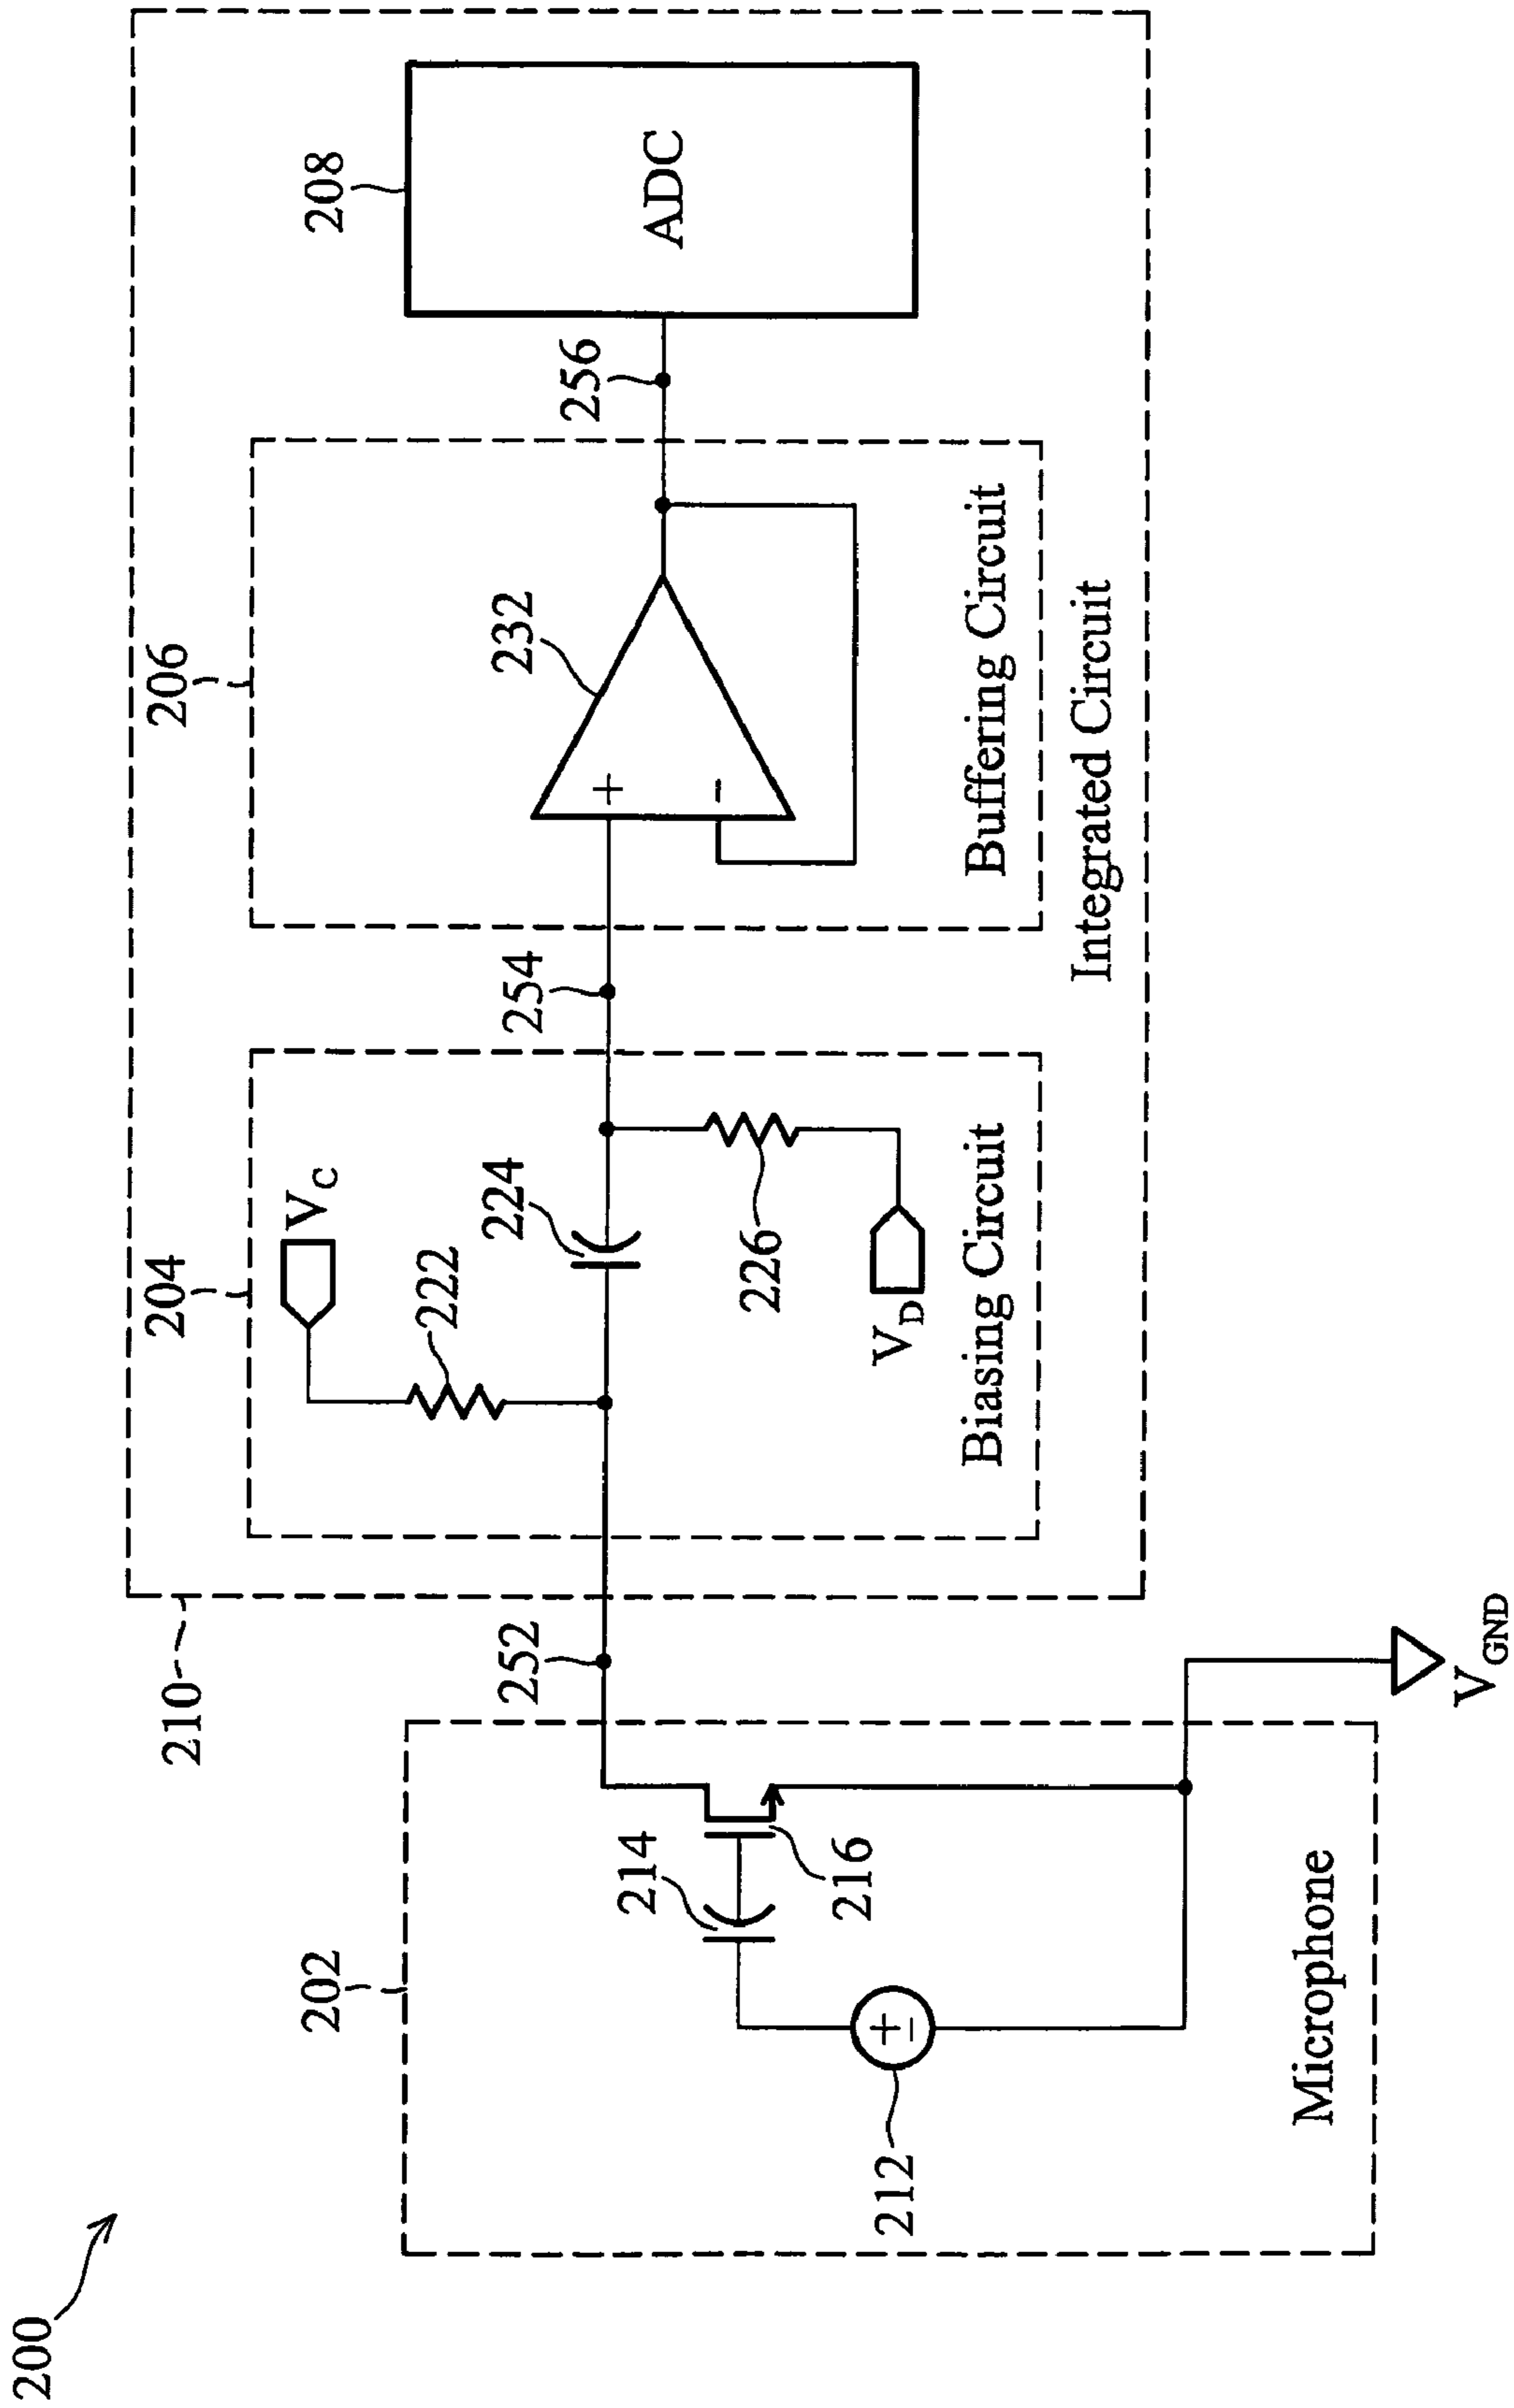 200
210
204
206
208
V_C
222
224
226
V_D
Biasing Circuit
254
232
+
-
Buffering Circuit
256
ADC
Integrated Circuit
252
202
214
216
212
+
-
Microphone
V_GND